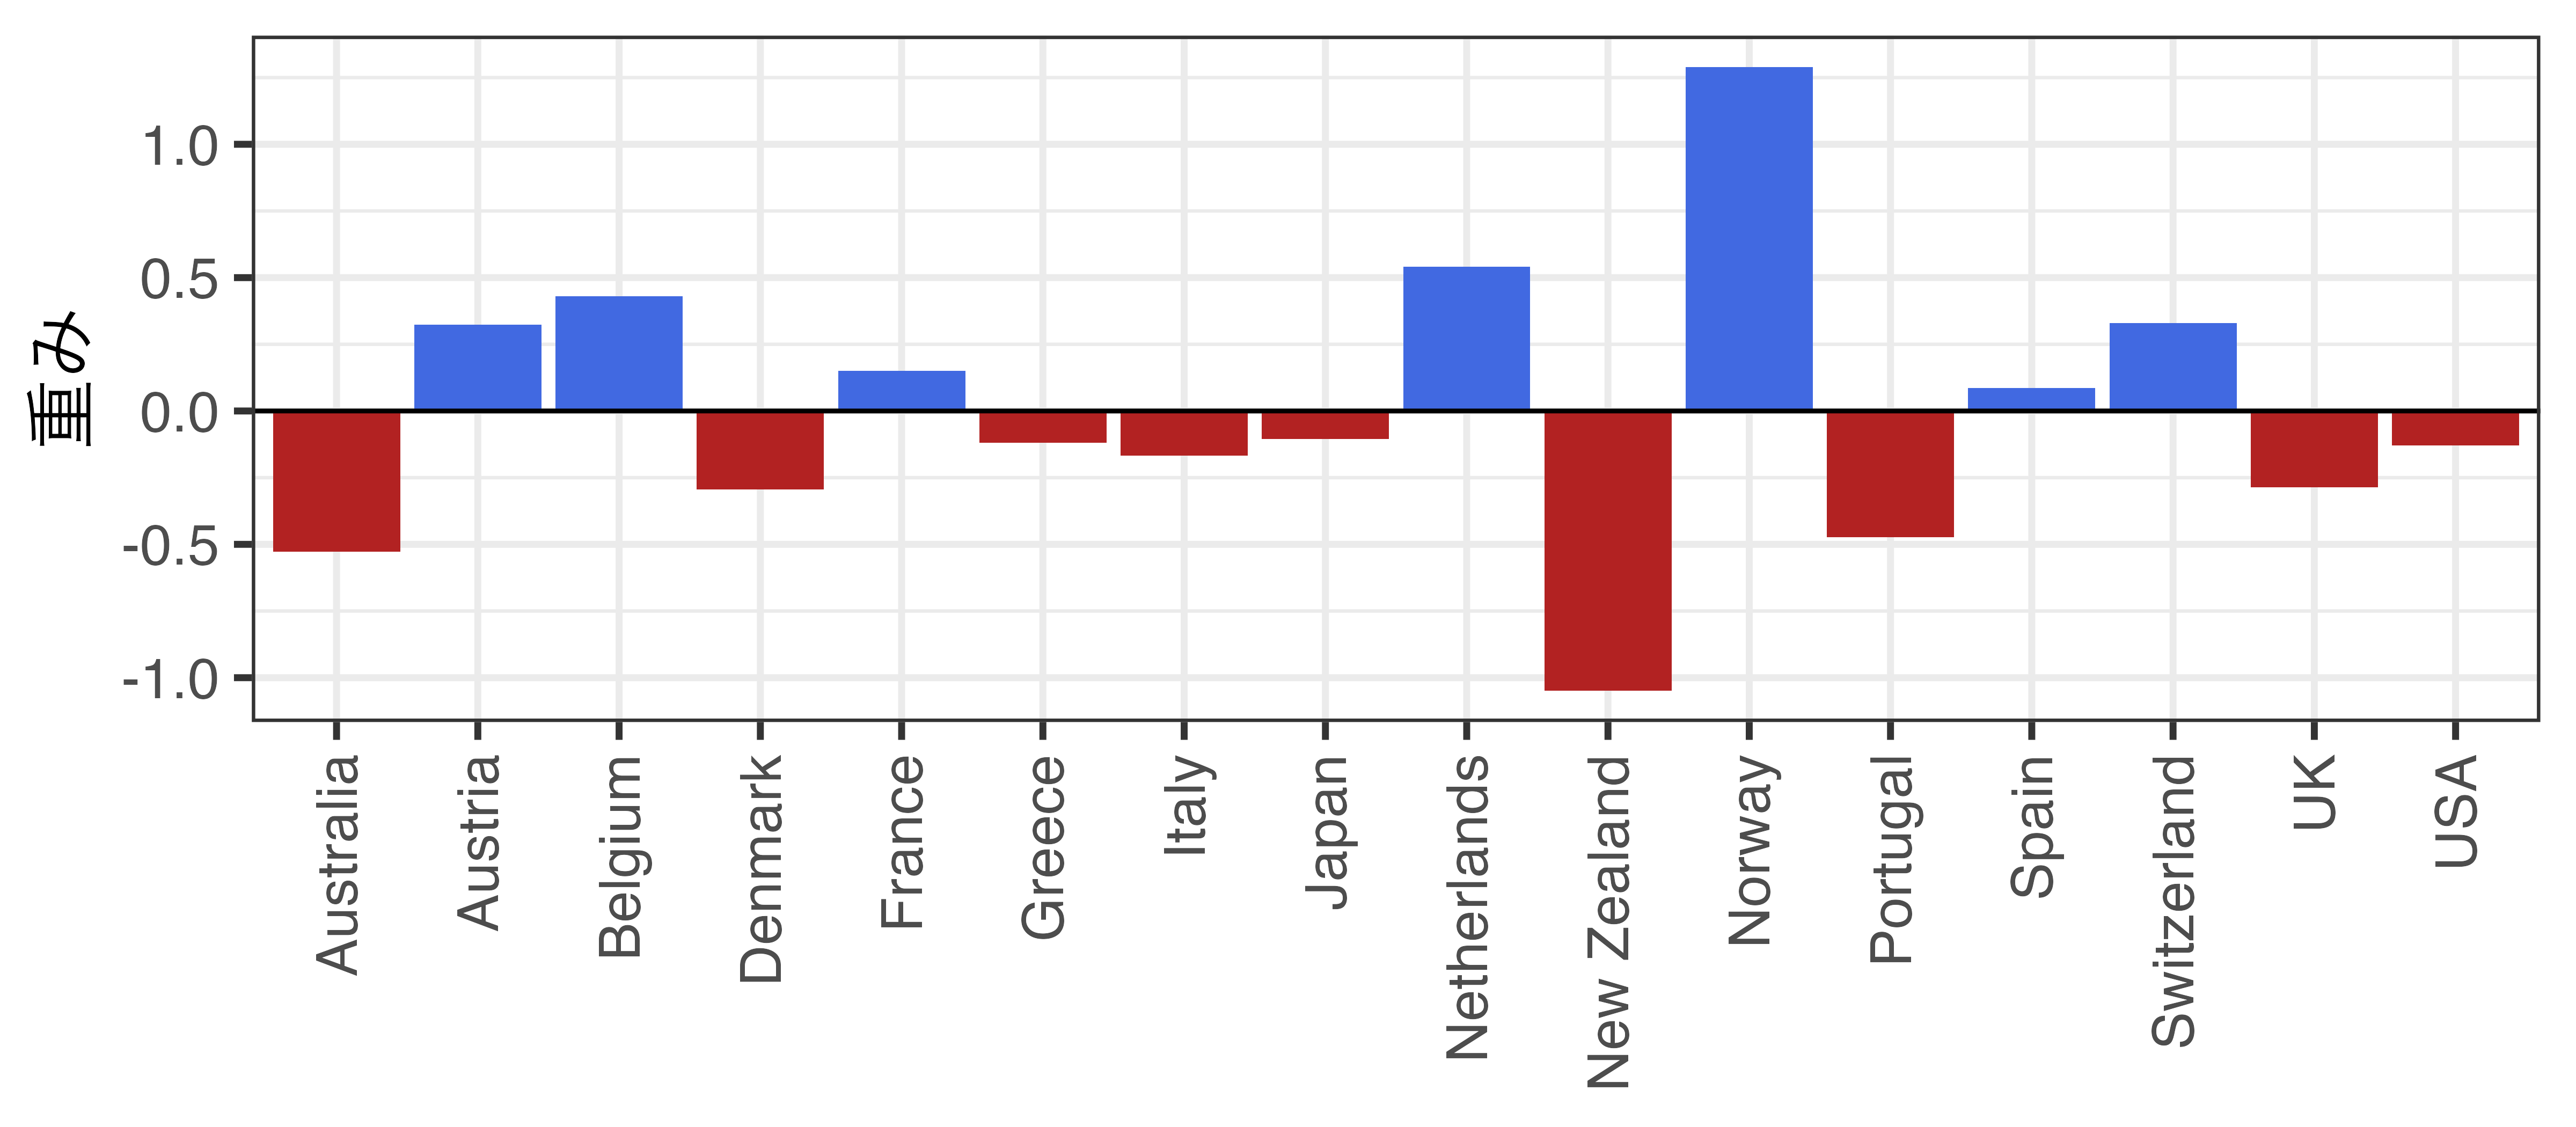 重み
1.0
0.5
0.0
-0.5
-1.0
Australia
Austria
Belgium
Denmark
France
Greece
Italy
Japan
Netherlands
New Zealand
Norway
Portugal
Spain
Switzerland
UK
USA